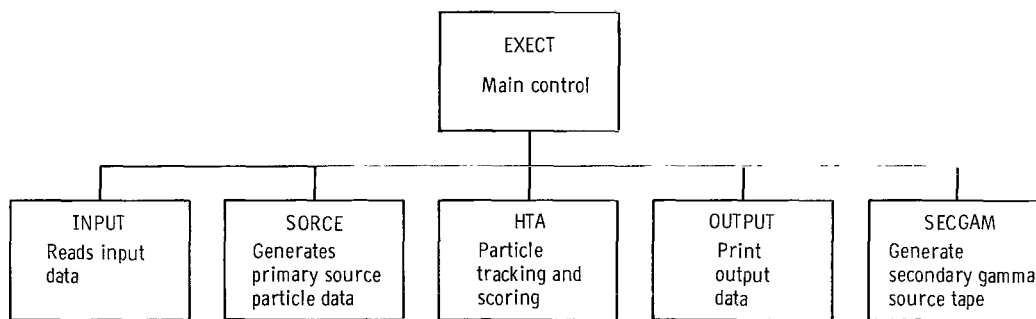 EXECT
Main control
INPUT
Reads input
data
SORCE
Generates
primary source
particle data
HTA
Particle
tracking and
scoring
OUTPUT
Print
output
data
SECGAM
Generate
secondary gamma
source tape